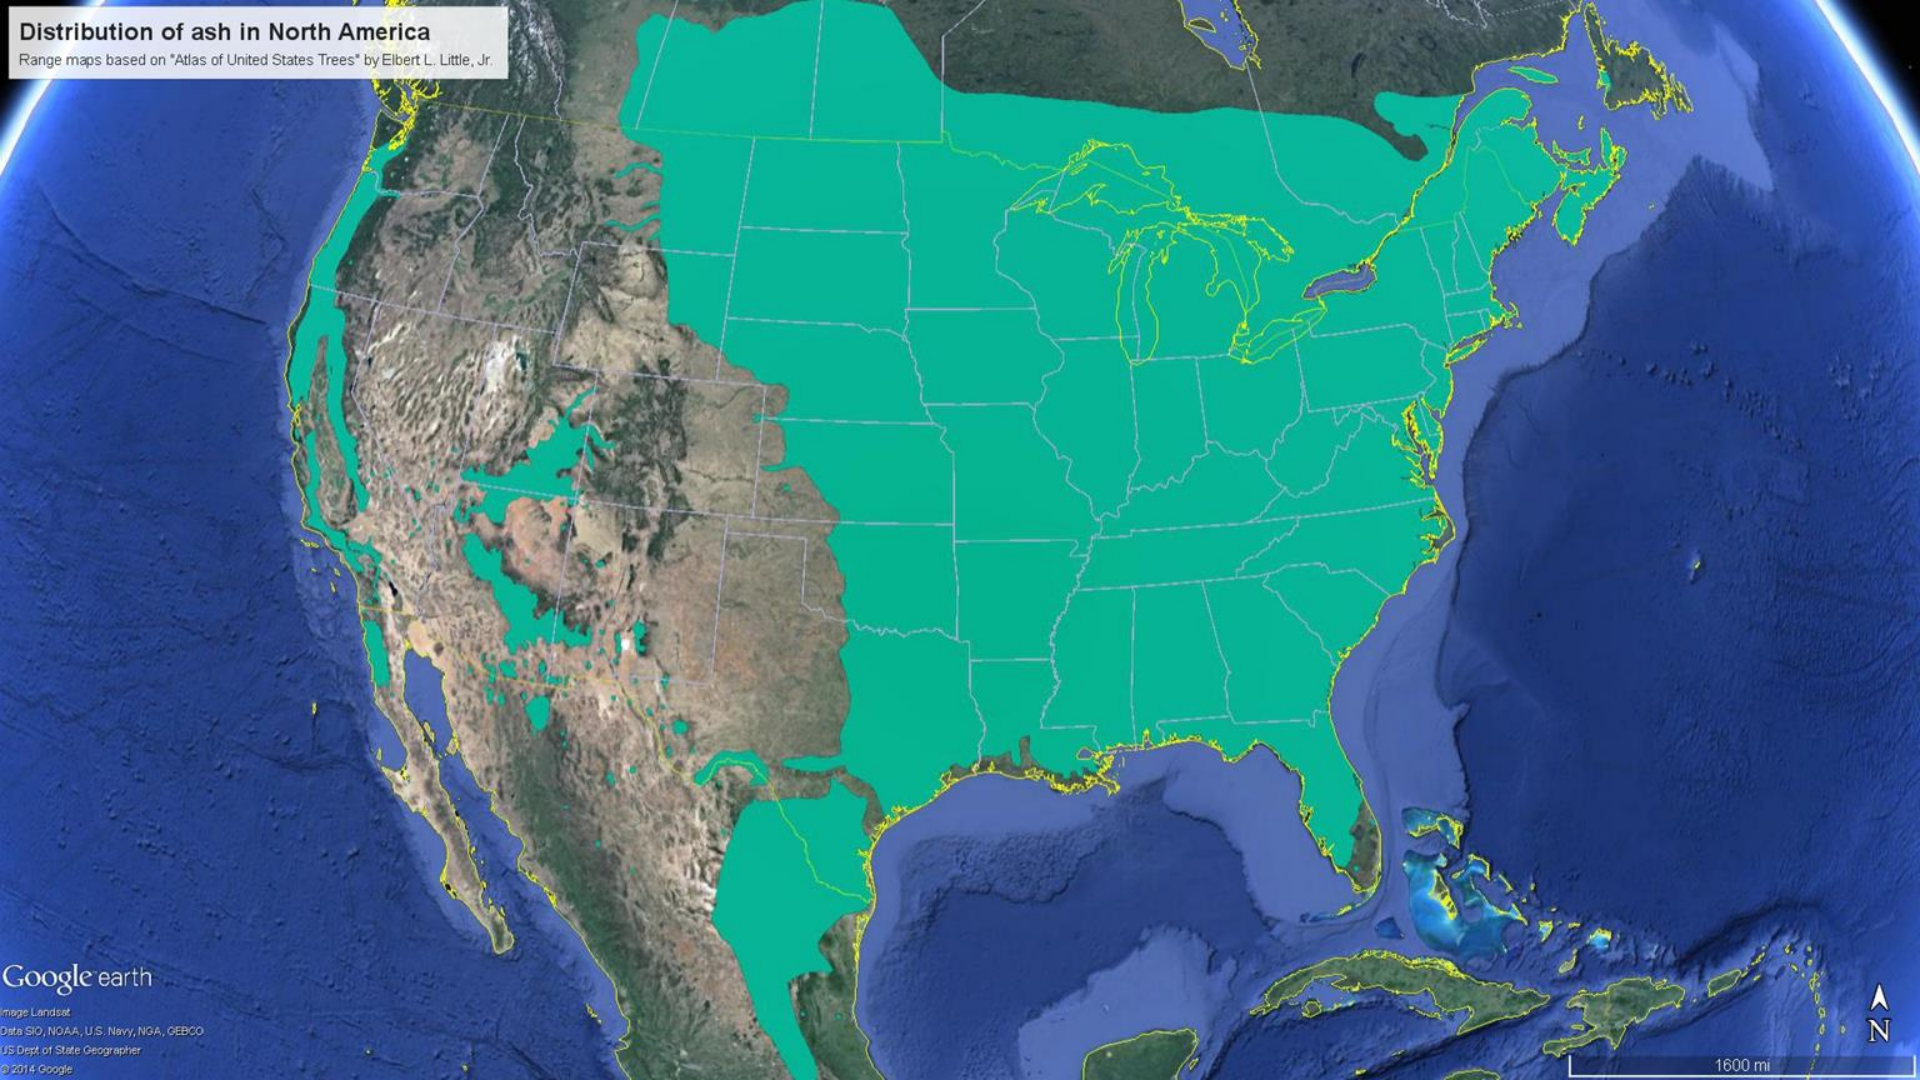 Distribution of ash in North America
Range maps based on "Atlas of United States Trees" by Elbert L. Little, Jr.
Google earth
Image Landsat
Data SIO, NOAA, U.S. Navy, NGA, GEBCO
US Dept of State Geographer
© 2014 Google
N
1600 mi